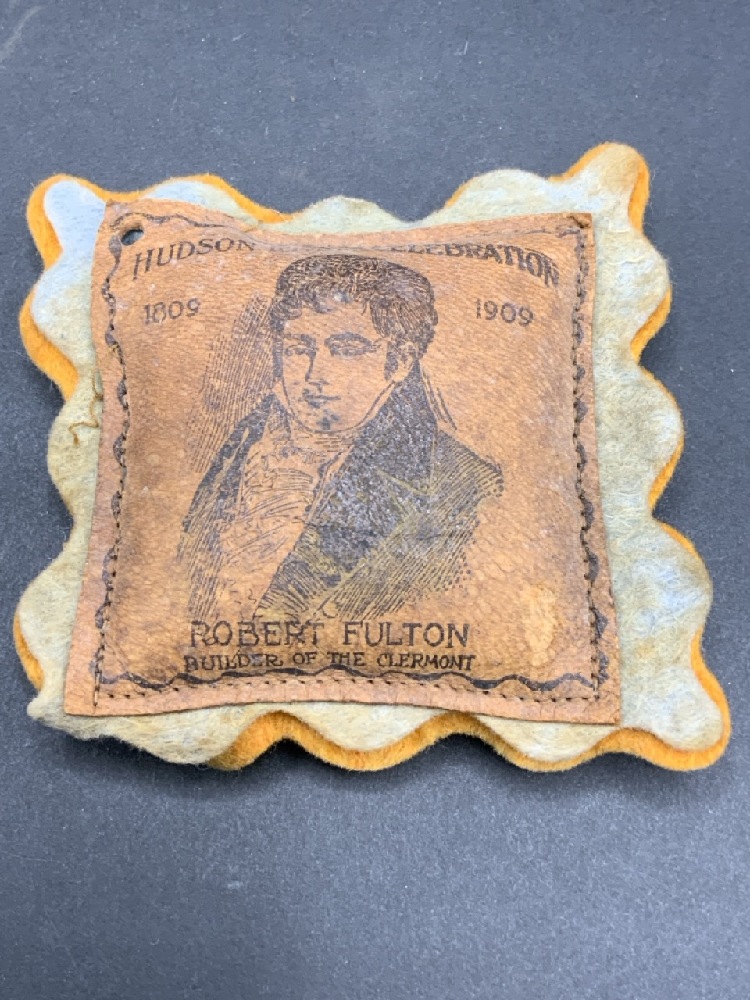 HUDSON CELEBRATION
1809 1909
ROBERT FULTON
BUILDER OF THE CLERMONT